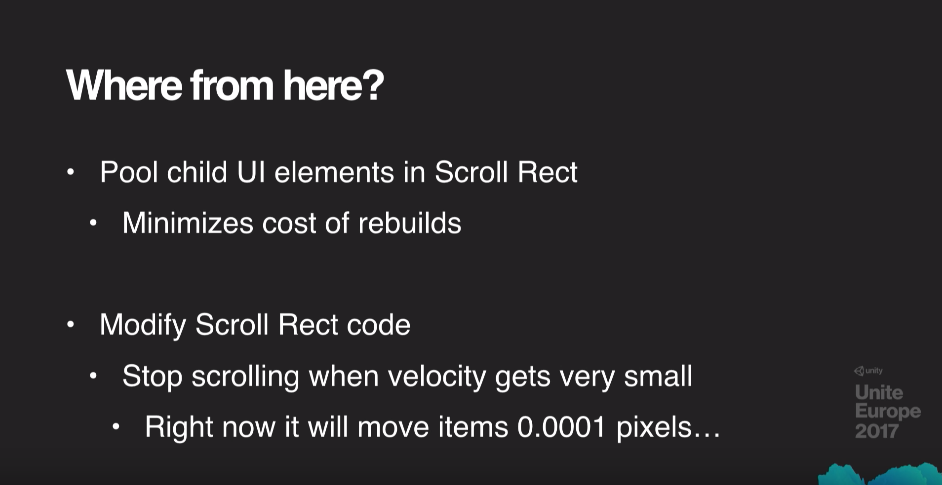 Where from here?
• Pool child UI elements in Scroll Rect
• Minimizes cost of rebuilds
• Modify Scroll Rect code
• Stop scrolling when velocity gets very small
• Right now it will move items 0.0001 pixels…
unity
Unite
Europe
2017